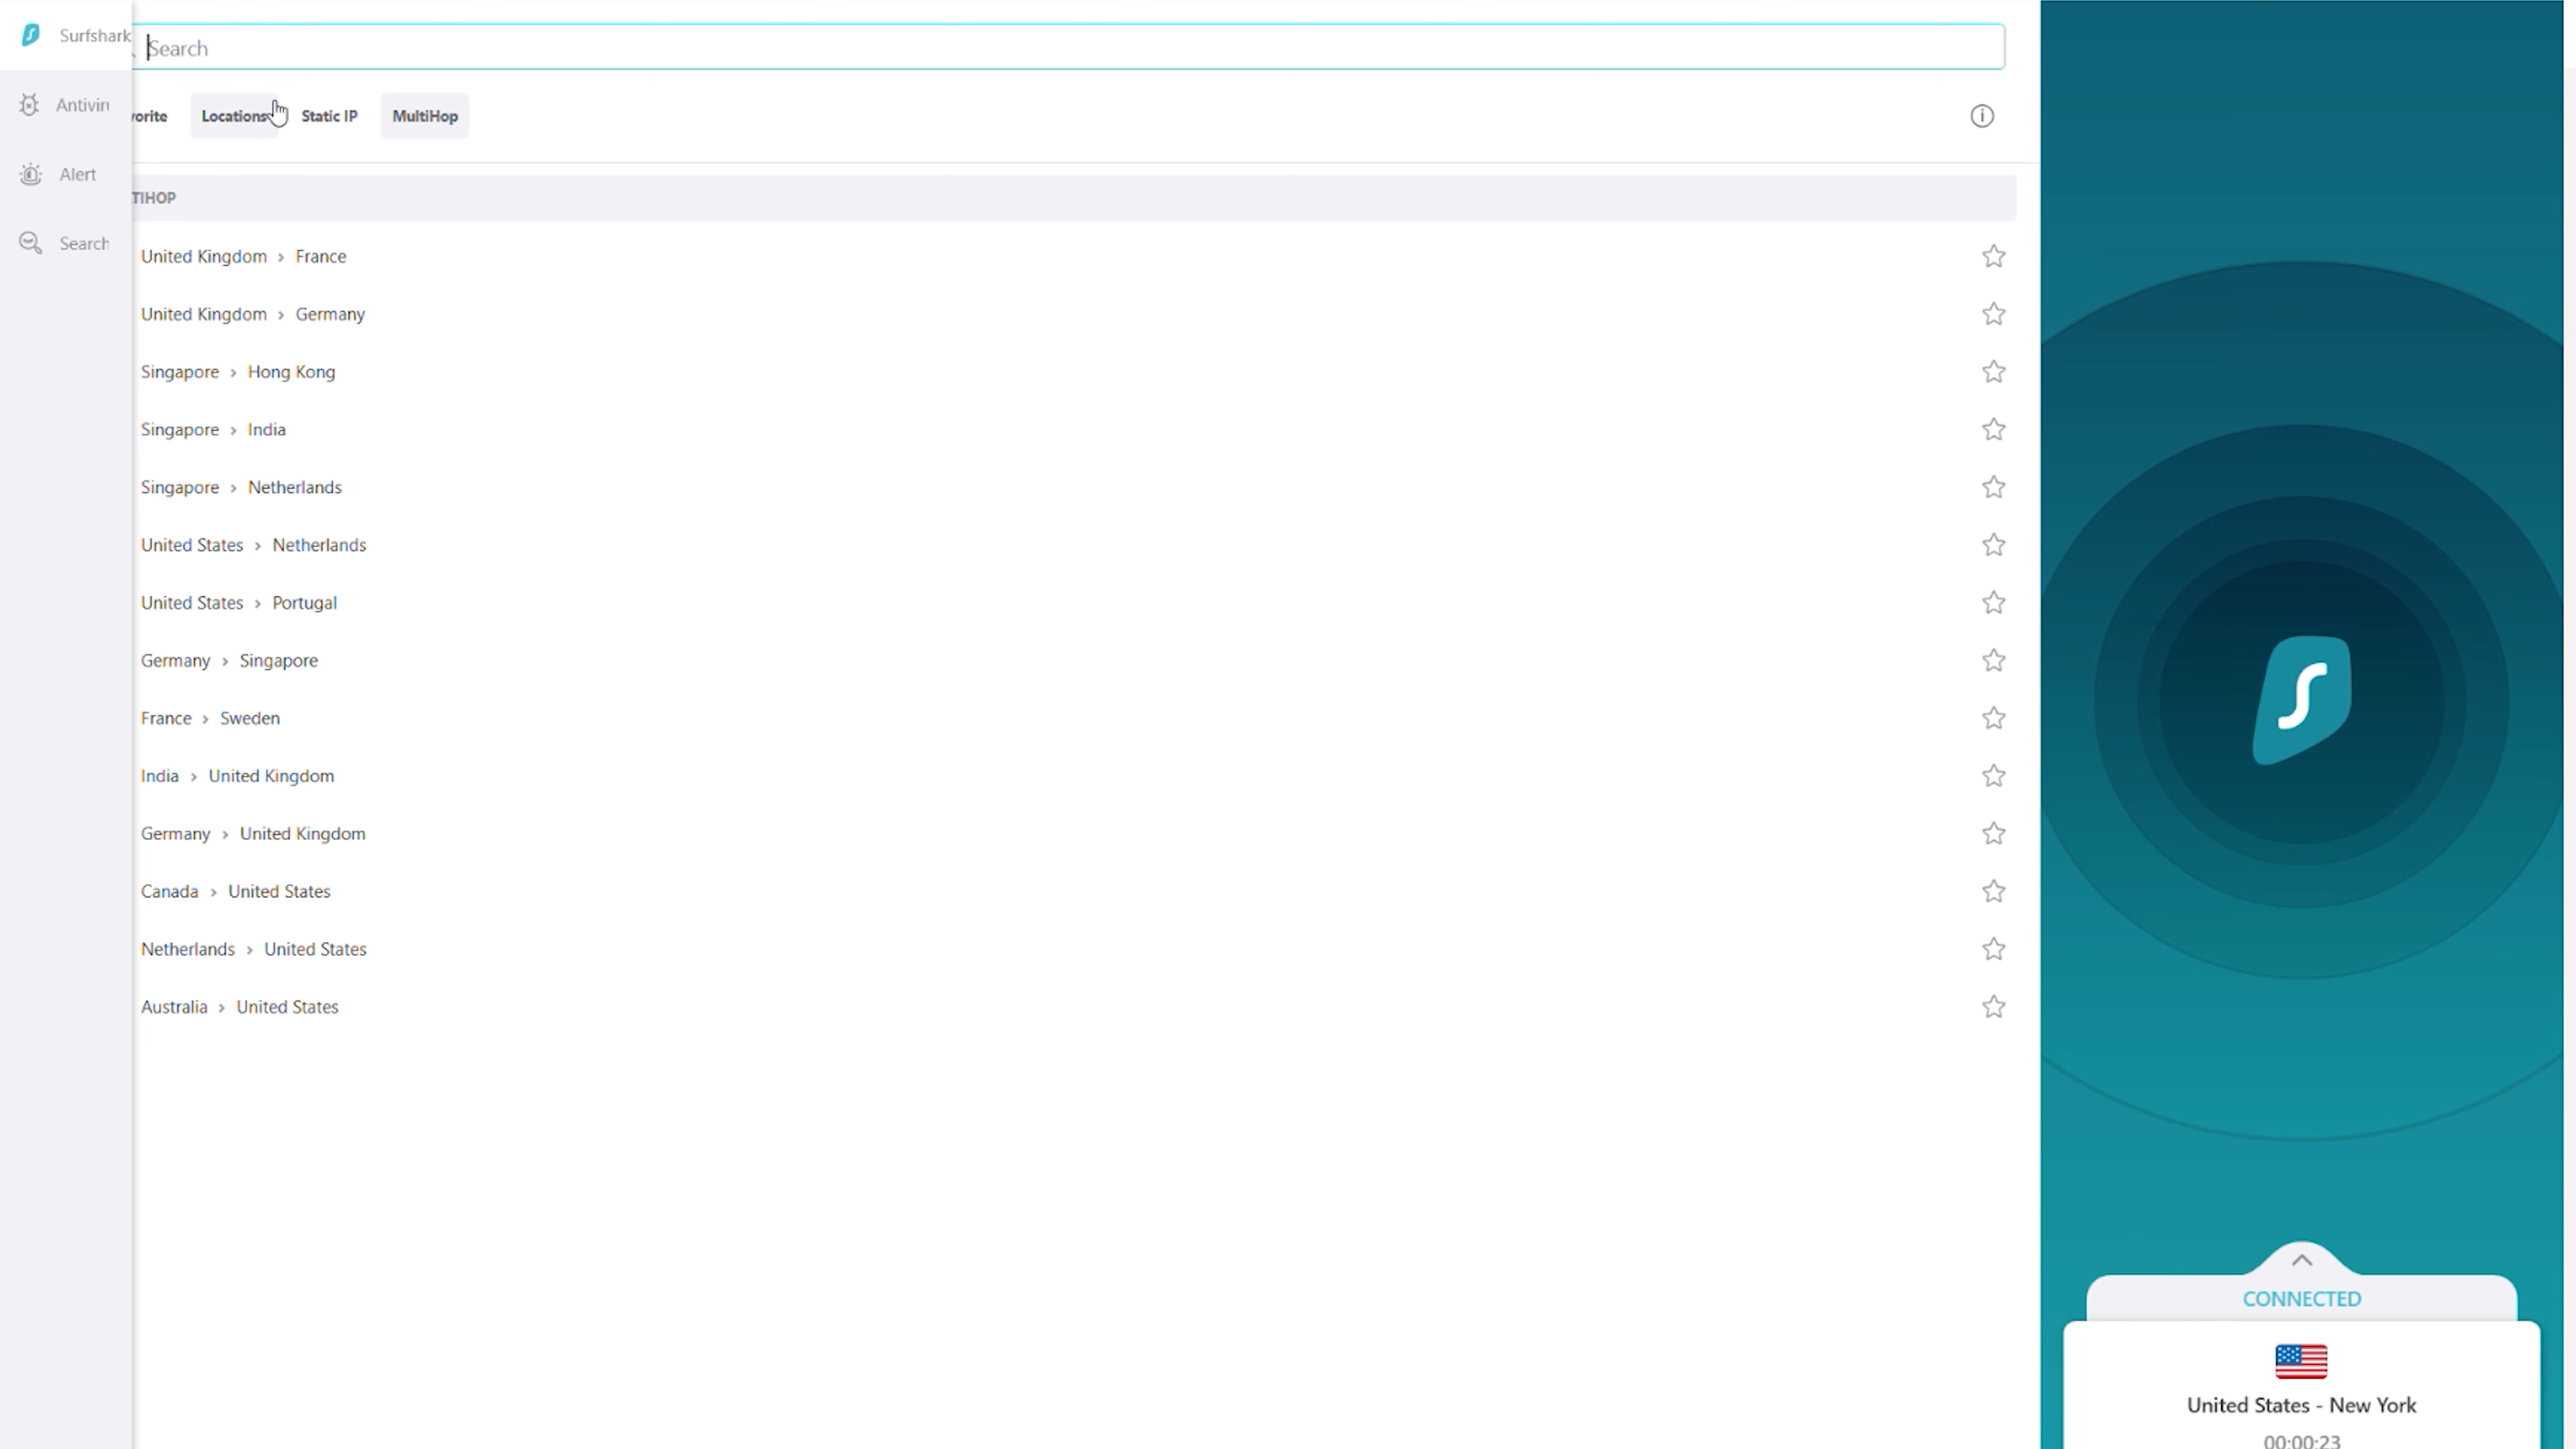 Surfshark
Search
Antivir
Alert
Search
vorite Locations Static IP MultiHop
TIHOP
United Kingdom › France
United Kingdom › Germany
Singapore › Hong Kong
Singapore › India
Singapore › Netherlands
United States › Netherlands
United States › Portugal
Germany › Singapore
France › Sweden
India › United Kingdom
Germany › United Kingdom
Canada › United States
Netherlands › United States
Australia › United States
CONNECTED
United States - New York
00:00:23